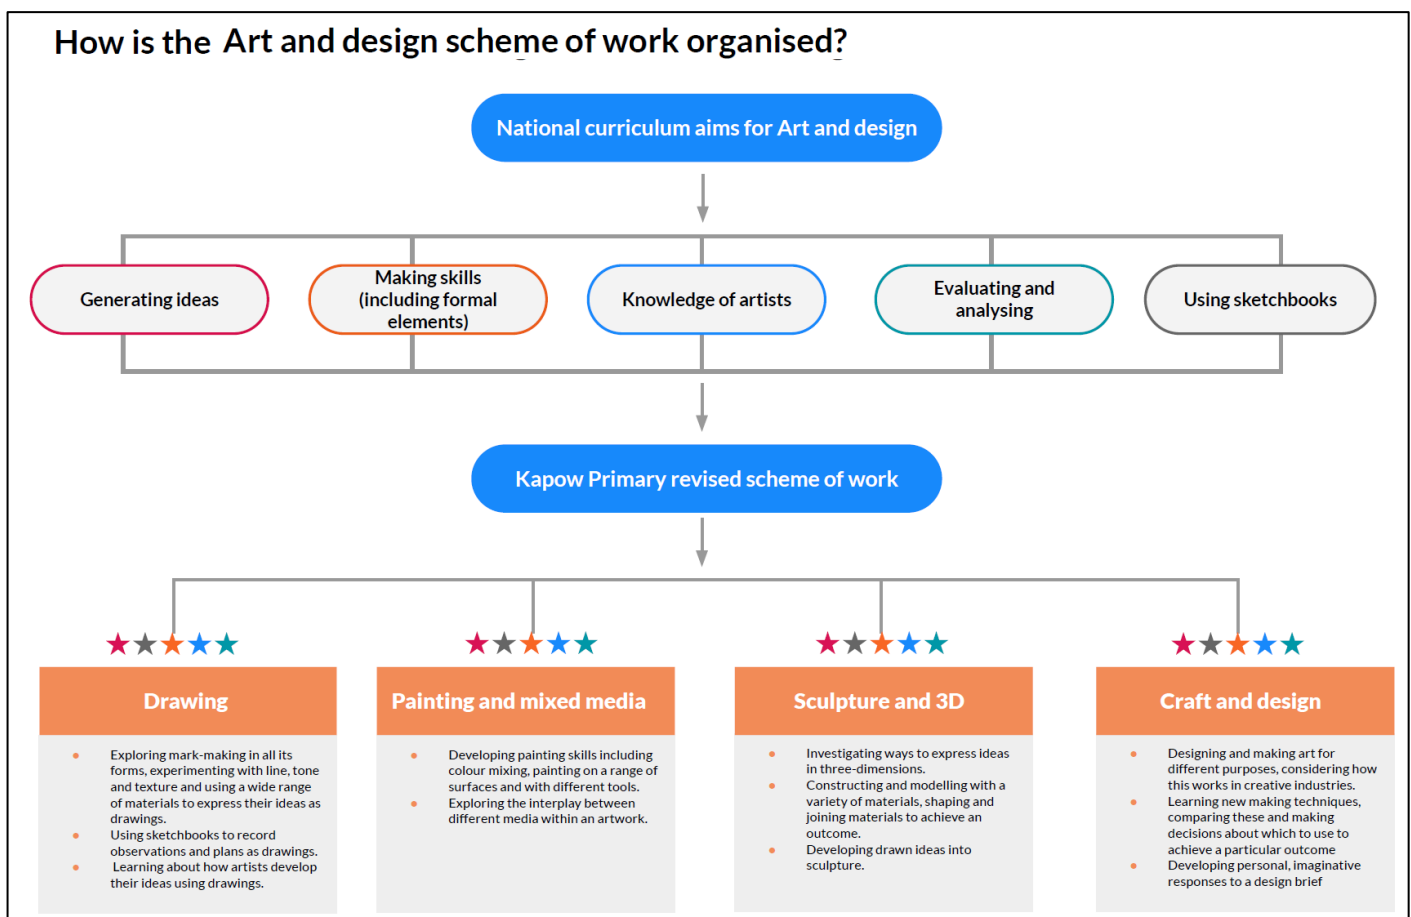 How is the Art and design scheme of work organised?
National curriculum aims for Art and design
Generating ideas
Making skills
(including formal
elements)
Knowledge of artists
Evaluating and
analysing
Using sketchbooks
Kapow Primary revised scheme of work
Drawing
• Exploring mark-making in all its
forms, experimenting with line, tone
and texture and using a wide range
of materials to express their ideas as
drawings.
• Using sketchbooks to record
observations and plans as drawings.
• Learning about how artists develop
their ideas using drawings.
Painting and mixed media
• Developing painting skills including
colour mixing, painting on a range of
surfaces and with different tools.
• Exploring the interplay between
different media within an artwork.
Sculpture and 3D
• Investigating ways to express ideas
in three-dimensions.
• Constructing and modelling with a
variety of materials, shaping and
joining materials to achieve an
outcome.
• Developing drawn ideas into
sculpture.
Craft and design
• Designing and making art for
different purposes, considering how
this works in creative industries.
• Learning new making techniques,
comparing these and making
decisions about which to use to
achieve a particular outcome
• Developing personal, imaginative
responses to a design brief